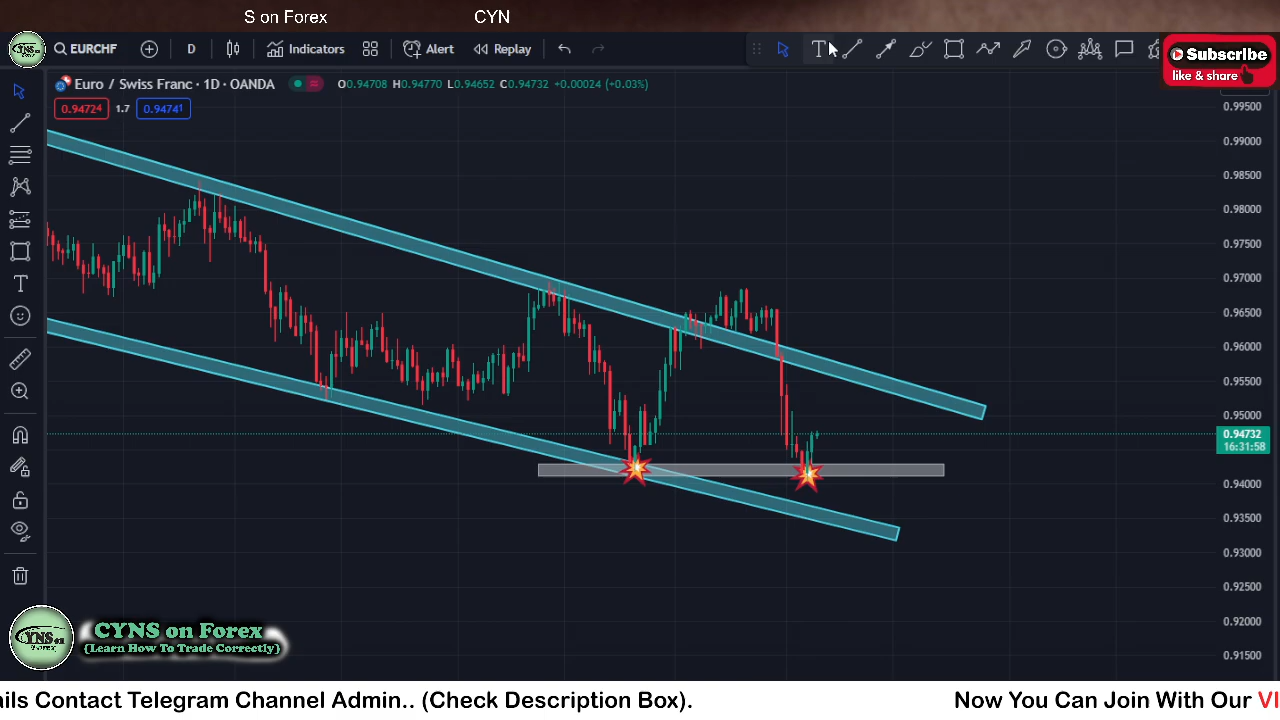 S on Forex CYN
EURCHF D Indicators Alert Replay T
Subscribe
like & share
Euro / Swiss Franc · 1D · OANDA O0.94708 H0.94770 L0.94652 C0.94732 +0.00024 (+0.03%)
0.94724 1.7 0.94741
0.99500
0.99000
0.98500
0.98000
0.97500
0.97000
0.96500
0.96000
0.95500
0.95000
0.94732
16:31:58
0.94000
0.93500
0.93000
0.92500
0.92000
0.91500
CYNS on Forex
{Learn How To Trade Correctly}
ails Contact Telegram Channel Admin.. (Check Description Box). Now You Can Join With Our VI